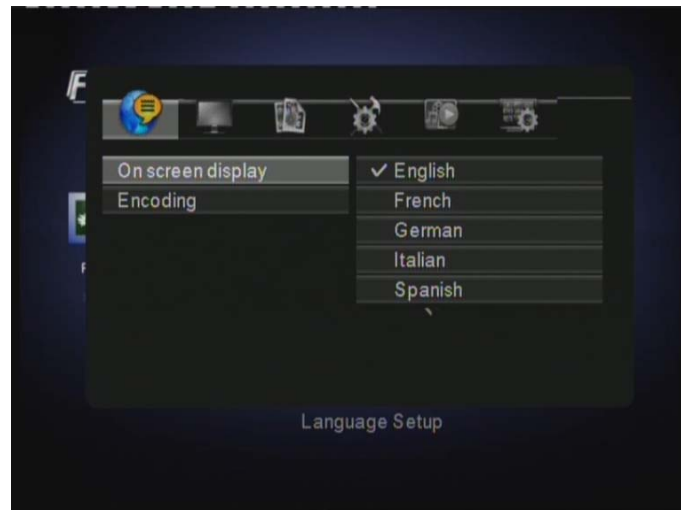 On screen display
Encoding
✓ English
French
German
Italian
Spanish
Language Setup